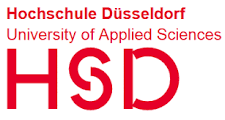 Hochschule Düsseldorf
University of Applied Sciences
HSD